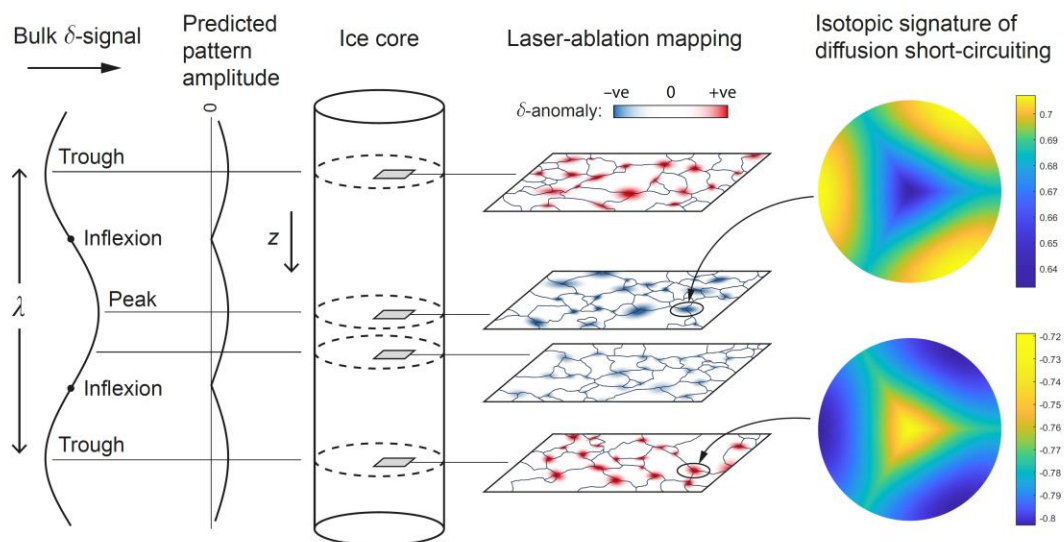 Bulk δ-signal
Predicted
pattern
amplitude
Ice core
Laser-ablation mapping
Isotopic signature of
diffusion short-circuiting
0
−ve 0 +ve
δ-anomaly:
Trough
Inflexion
Peak
Inflexion
Trough
λ
z
0.7
0.69
0.68
0.67
0.66
0.65
0.64
-0.72
-0.73
-0.74
-0.75
-0.76
-0.77
-0.78
-0.79
-0.8